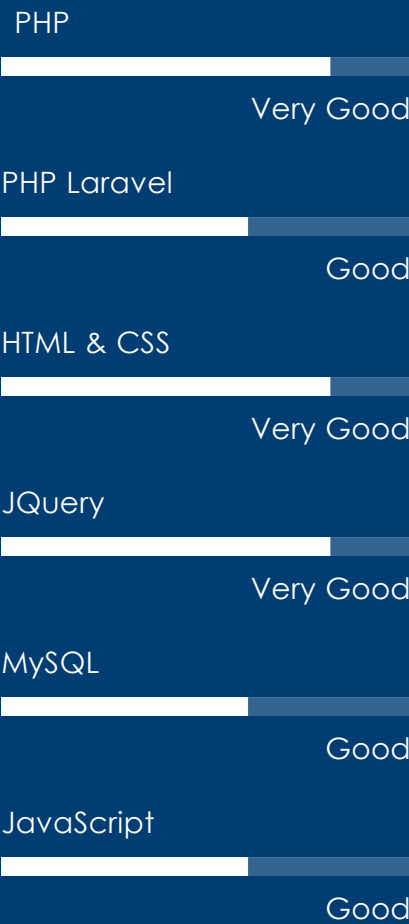 PHP
Very Good
PHP Laravel
Good
HTML & CSS
Very Good
JQuery
Very Good
MySQL
Good
JavaScript
Good